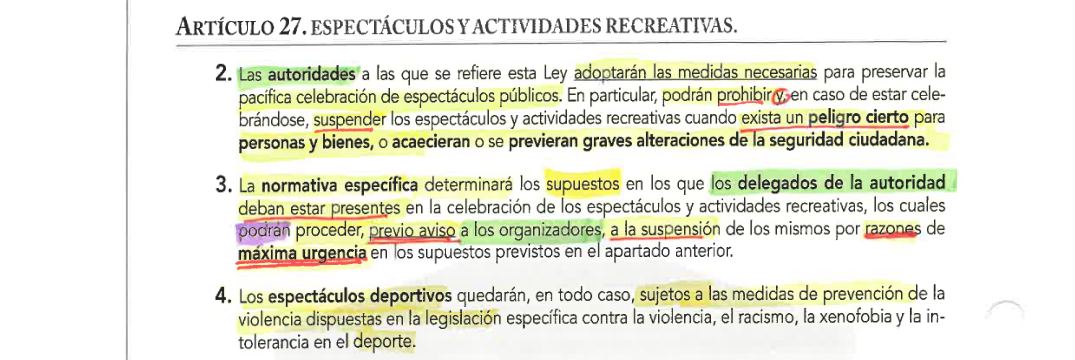 ARTÍCULO 27. ESPECTÁCULOS Y ACTIVIDADES RECREATIVAS.
2. Las autoridades a las que se refiere esta Ley adoptarán las medidas necesarias para preservar la
pacífica celebración de espectáculos públicos. En particular, podrán prohibir y, en caso de estar cele-
brándose, suspender los espectáculos y actividades recreativas cuando exista un peligro cierto para
personas y bienes, o acaecieran o se previeran graves alteraciones de la seguridad ciudadana.
3. La normativa específica determinará los supuestos en los que los delegados de la autoridad
deban estar presentes en la celebración de los espectáculos y actividades recreativas, los cuales
podrán proceder, previo aviso a los organizadores, a la suspensión de los mismos por razones de
máxima urgencia en los supuestos previstos en el apartado anterior.
4. Los espectáculos deportivos quedarán, en todo caso, sujetos a las medidas de prevención de la
violencia dispuestas en la legislación específica contra la violencia, el racismo, la xenofobia y la in-
tolerancia en el deporte.